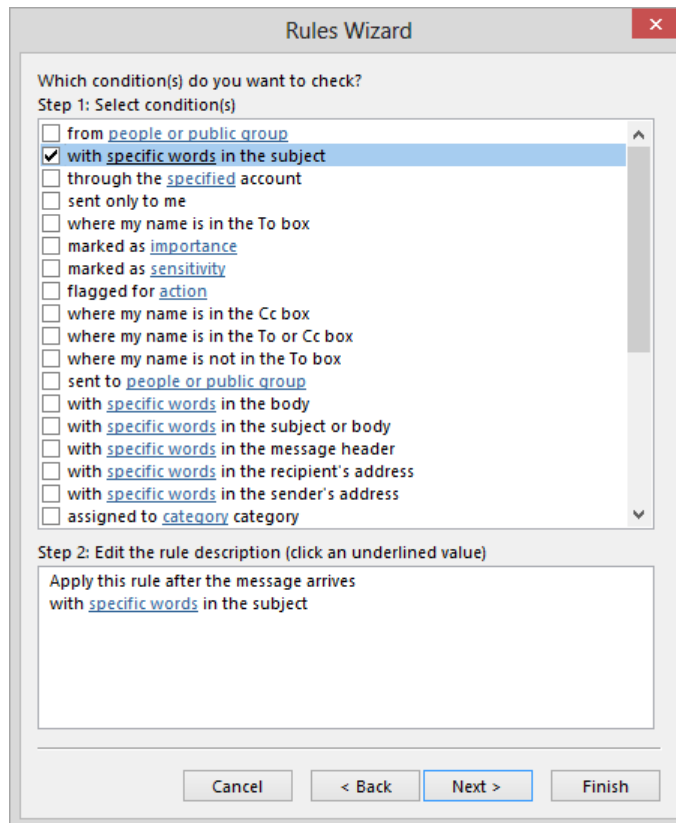 Rules Wizard
Which condition(s) do you want to check?
Step 1: Select condition(s)
from people or public group
with specific words in the subject
through the specified account
sent only to me
where my name is in the To box
marked as importance
marked as sensitivity
flagged for action
where my name is in the Cc box
where my name is in the To or Cc box
where my name is not in the To box
sent to people or public group
with specific words in the body
with specific words in the subject or body
with specific words in the message header
with specific words in the recipient's address
with specific words in the sender's address
assigned to category category
Step 2: Edit the rule description (click an underlined value)
Apply this rule after the message arrives
with specific words in the subject
Cancel < Back Next > Finish